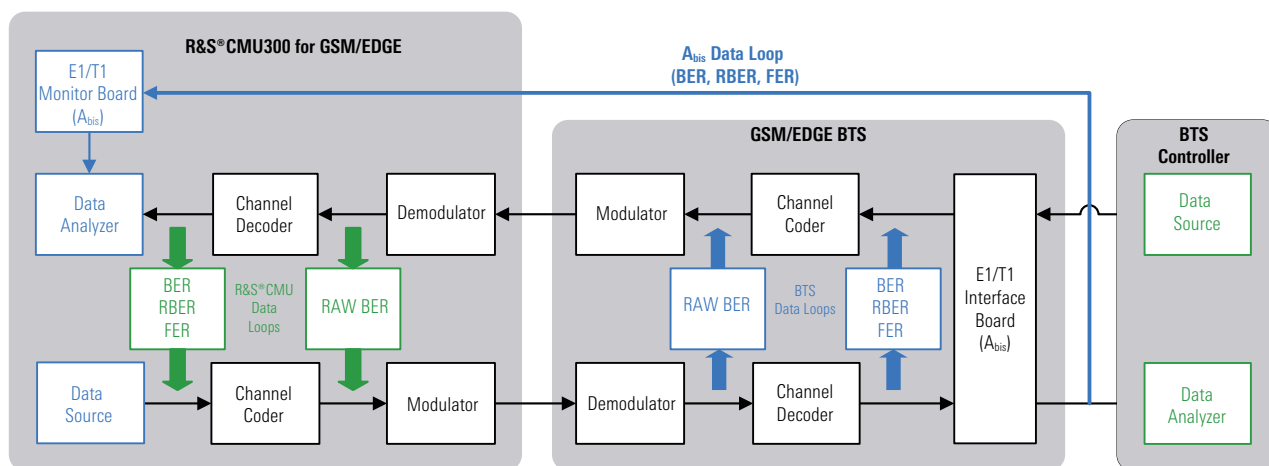 R&S®CMU300 for GSM/EDGE
E1/T1
Monitor Board
(Abis)
Abis Data Loop
(BER, RBER, FER)
GSM/EDGE BTS
BTS
Controller
Data
Analyzer
Channel
Decoder
Demodulator
Modulator
Channel
Coder
Data
Source
BER
RBER
FER
R&S®CMU
Data
Loops
RAW BER
RAW BER
BTS
Data Loops
BER
RBER
FER
E1/T1
Interface
Board
(Abis)
Data
Source
Channel
Coder
Modulator
Demodulator
Channel
Decoder
Data
Analyzer